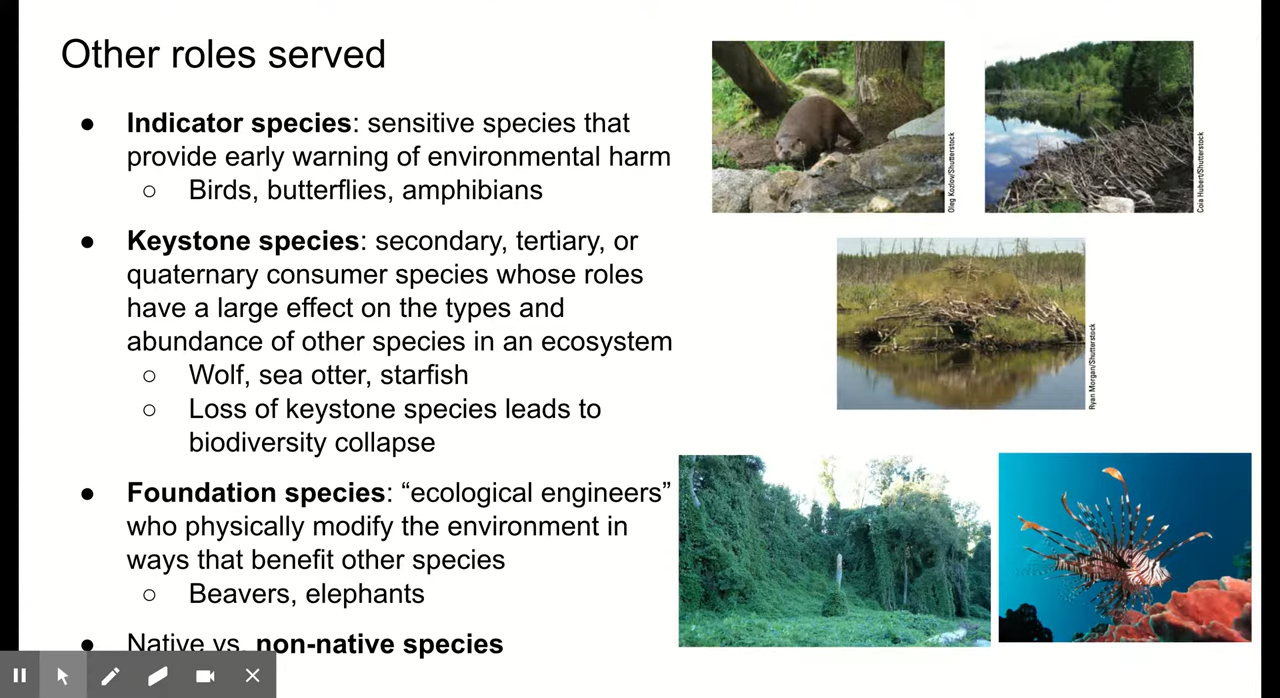 Other roles served
● Indicator species: sensitive species that
provide early warning of environmental harm
○ Birds, butterflies, amphibians
● Keystone species: secondary, tertiary, or
quaternary consumer species whose roles
have a large effect on the types and
abundance of other species in an ecosystem
○ Wolf, sea otter, starfish
○ Loss of keystone species leads to
biodiversity collapse
● Foundation species: “ecological engineers”
who physically modify the environment in
ways that benefit other species
○ Beavers, elephants
● Native vs. non-native species
Oleg Kozlov/Shutterstock
Coia Hubert/Shutterstock
Ryan Morgan/Shutterstock